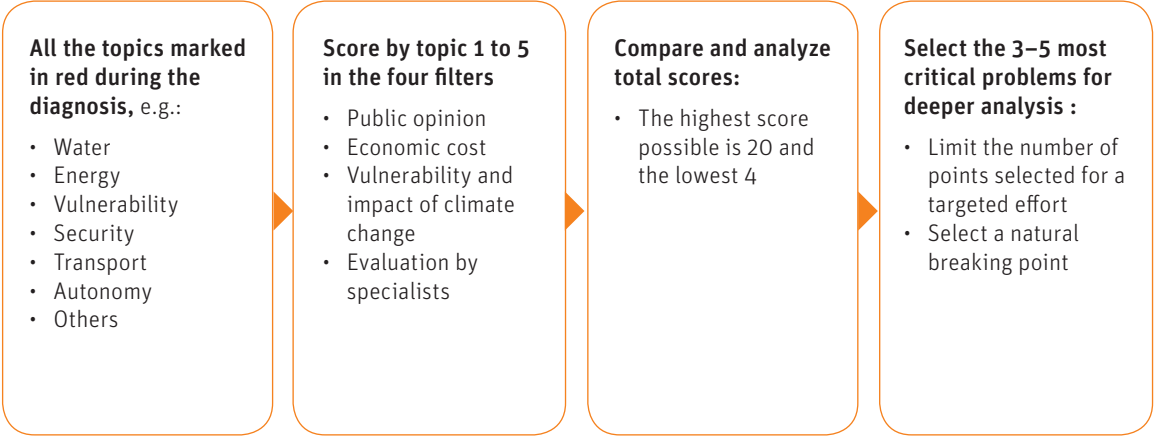 All the topics marked
in red during the
diagnosis, e.g.:
• Water
• Energy
• Vulnerability
• Security
• Transport
• Autonomy
• Others
Score by topic 1 to 5
in the four filters
• Public opinion
• Economic cost
• Vulnerability and
impact of climate
change
• Evaluation by
specialists
Compare and analyze
total scores:
• The highest score
possible is 20 and
the lowest 4
Select the 3–5 most
critical problems for
deeper analysis :
• Limit the number of
points selected for a
targeted effort
• Select a natural
breaking point